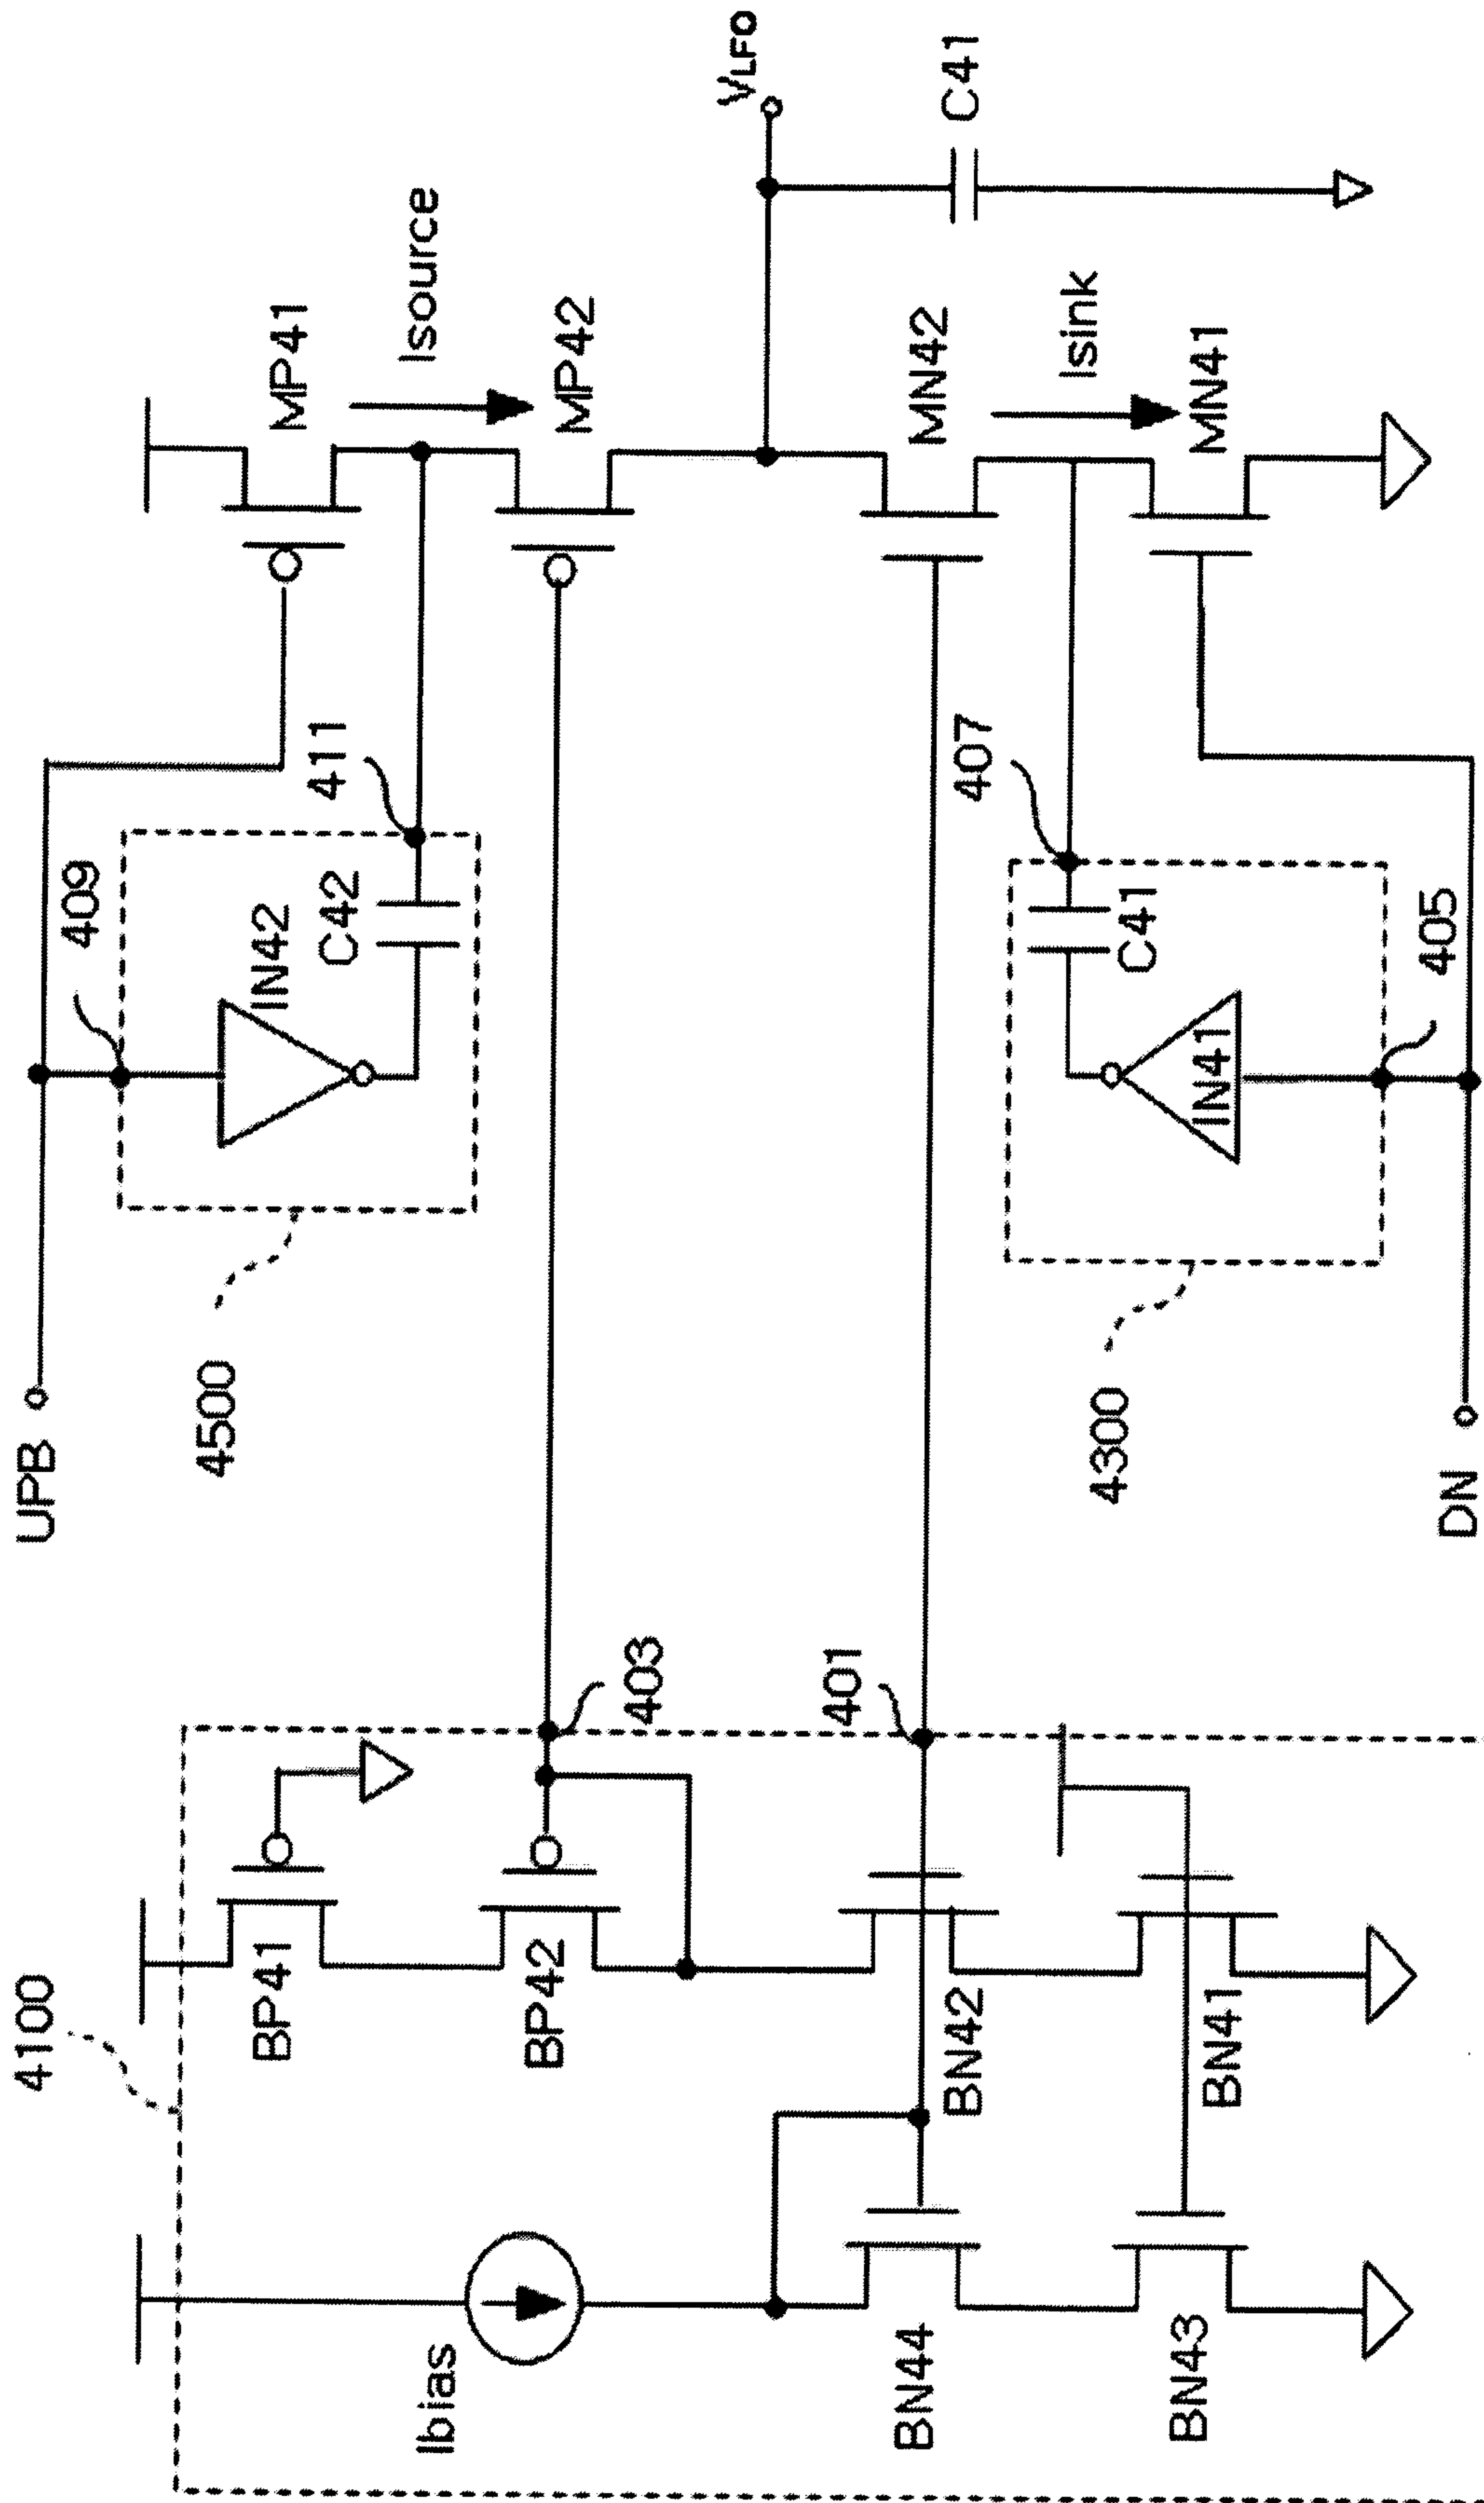 4100
Ibias
BP41
BP42
BN44
BN42
BN43
BN41
403
401
UPB
4500
409
IN42
C42
411
MP41
Isource
MP42
VLFO
C41
MN42
Isink
MN41
407
C41
IN41
405
4300
DN